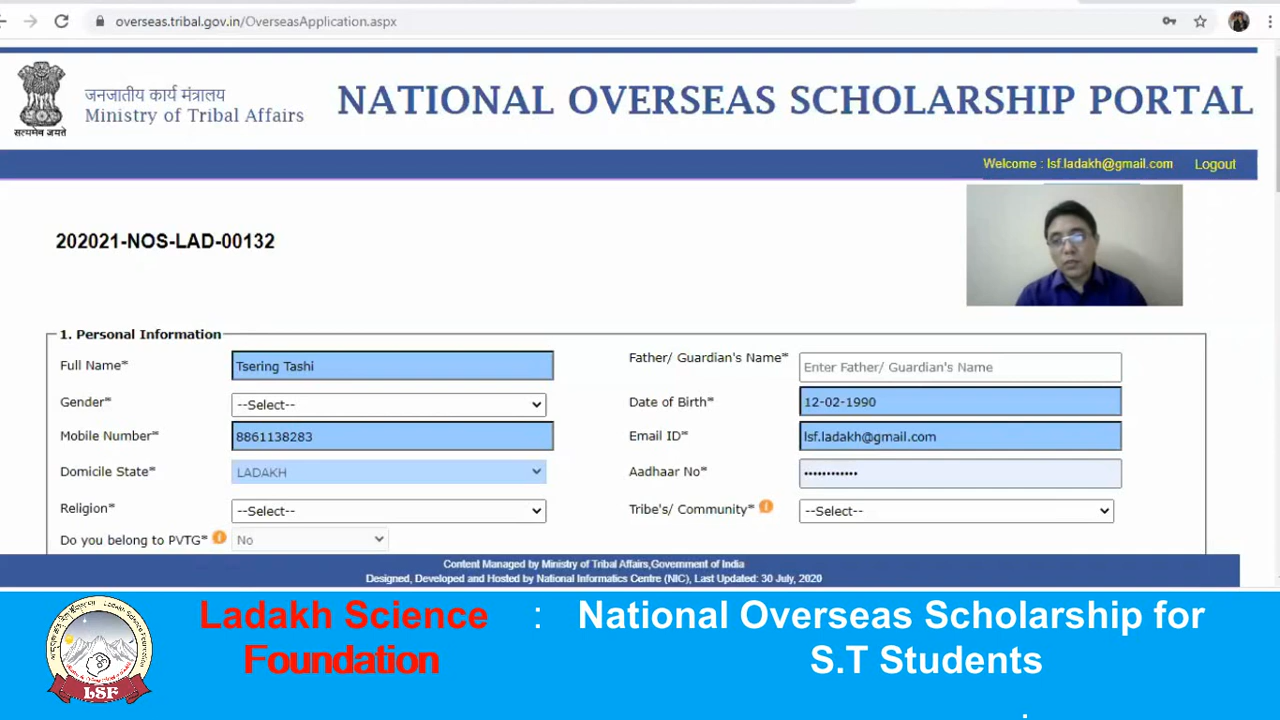 overseas.tribal.gov.in/OverseasApplication.aspx
जनजातीय कार्य मंत्रालय
Ministry of Tribal Affairs
सत्यमेव जयते
NATIONAL OVERSEAS SCHOLARSHIP PORTAL
Welcome : lsf.ladakh@gmail.com Logout
202021-NOS-LAD-00132
1. Personal Information
Full Name* Tsering Tashi Father/ Guardian's Name* Enter Father/ Guardian's Name
Gender* --Select-- Date of Birth* 12-02-1990
Mobile Number* 8861138283 Email ID* lsf.ladakh@gmail.com
Domicile State* LADAKH Aadhaar No* ••••••••••••
Religion* --Select-- Tribe's/ Community* --Select--
Do you belong to PVTG* No
Content Managed by Ministry of Tribal Affairs,Government of India
Designed, Developed and Hosted by National Informatics Centre (NIC), Last Updated: 30 July, 2020
Ladakh Science Foundation : National Overseas Scholarship for
S.T Students
.
LSF